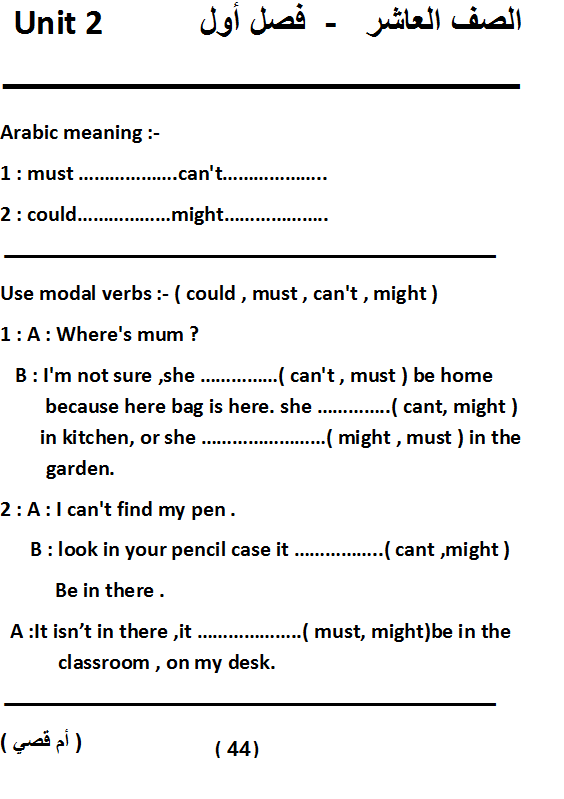 Unit 2 الصف العاشر - فصل أول
Arabic meaning :-
1 : must ..................can't...................
2 : could..................might....................
Use modal verbs :- ( could , must , can't , might )
1 : A : Where's mum ?
B : I'm not sure ,she ...............( can't , must ) be home
because here bag is here. she ..............( cant, might )
in kitchen, or she ........................( might , must ) in the
garden.
2 : A : I can't find my pen .
B : look in your pencil case it .................( cant ,might )
Be in there .
A :It isn’t in there ,it ....................( must, might)be in the
classroom , on my desk.
( أم قصي ) ( 44)